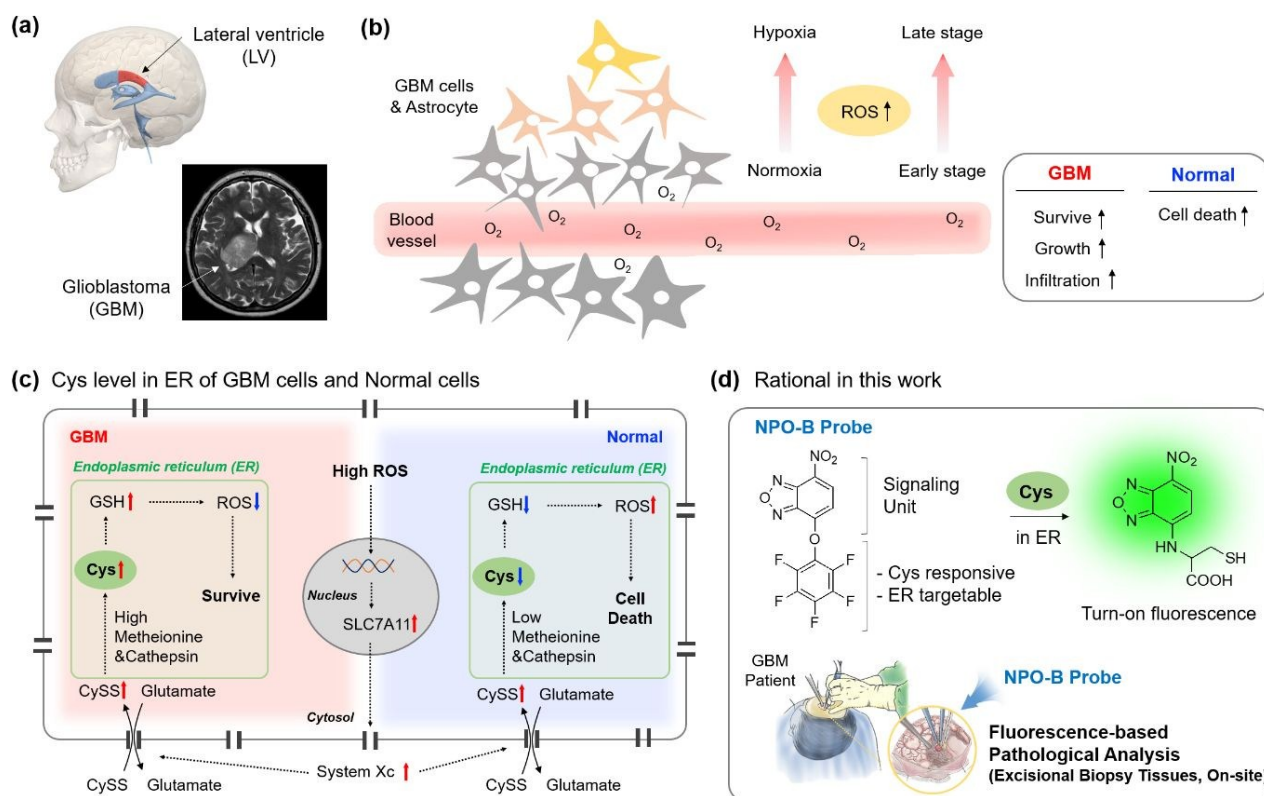 (a)
Lateral ventricle
(LV)
Glioblastoma
(GBM)
(b)
GBM cells
& Astrocyte
Hypoxia
Normoxia
ROS
Late stage
Early stage
Blood
vessel
O2
O2
O2
O2
O2
O2
O2
O2
O2
GBM
Survive
Growth
Infiltration
Normal
Cell death
(c) Cys level in ER of GBM cells and Normal cells
GBM
Endoplasmic reticulum (ER)
GSH
ROS
Cys
Survive
High
Metheionine
&Cathepsin
CySS Glutamate
CySS Glutamate
High ROS
Nucleus
SLC7A11
Cytosol
System Xc
Normal
Endoplasmic reticulum (ER)
GSH
ROS
Cys
Cell
Death
Low
Metheionine
&Cathepsin
CySS Glutamate
CySS Glutamate
(d) Rational in this work
NPO-B Probe
NO2
N
O
N
O
F
F
F
F
F
Signaling
Unit
- Cys responsive
- ER targetable
Cys
in ER
NO2
N
O
N
HN
SH
COOH
Turn-on fluorescence
GBM
Patient
NPO-B Probe
Fluorescence-based
Pathological Analysis
(Excisional Biopsy Tissues, On-site)